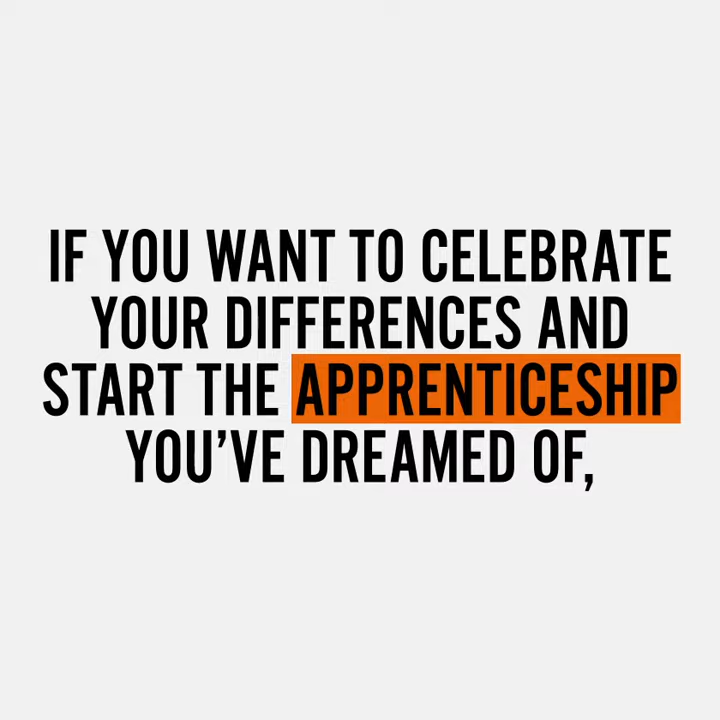 IF YOU WANT TO CELEBRATE
YOUR DIFFERENCES AND
START THE APPRENTICESHIP
YOU’VE DREAMED OF,